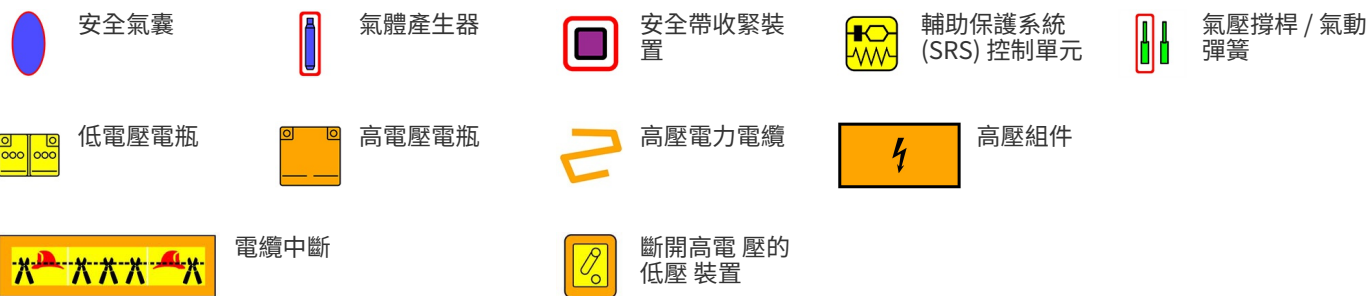 安全氣囊
氣體產生器
安全帶收緊裝
置
輔助保護系統
(SRS) 控制單元
氣壓撐桿 / 氣動
彈簧
低電壓電瓶
高電壓電瓶
高壓電力電纜
高壓組件
電纜中斷
斷開高電 壓的
低壓 裝置